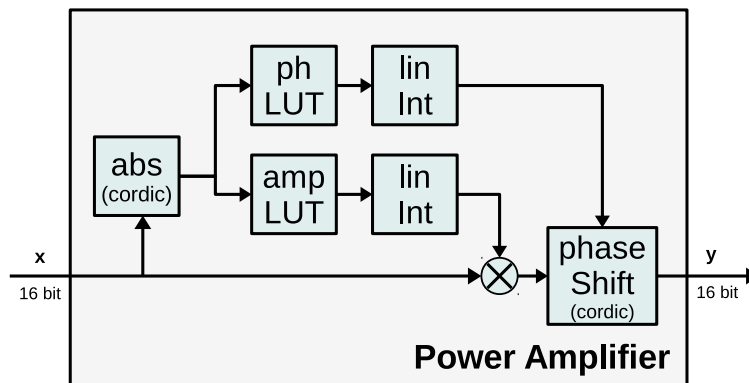 ph
LUT
lin
Int
abs
(cordic)
amp
LUT
lin
Int
x
16 bit
phase
Shift
(cordic)
y
16 bit
Power Amplifier